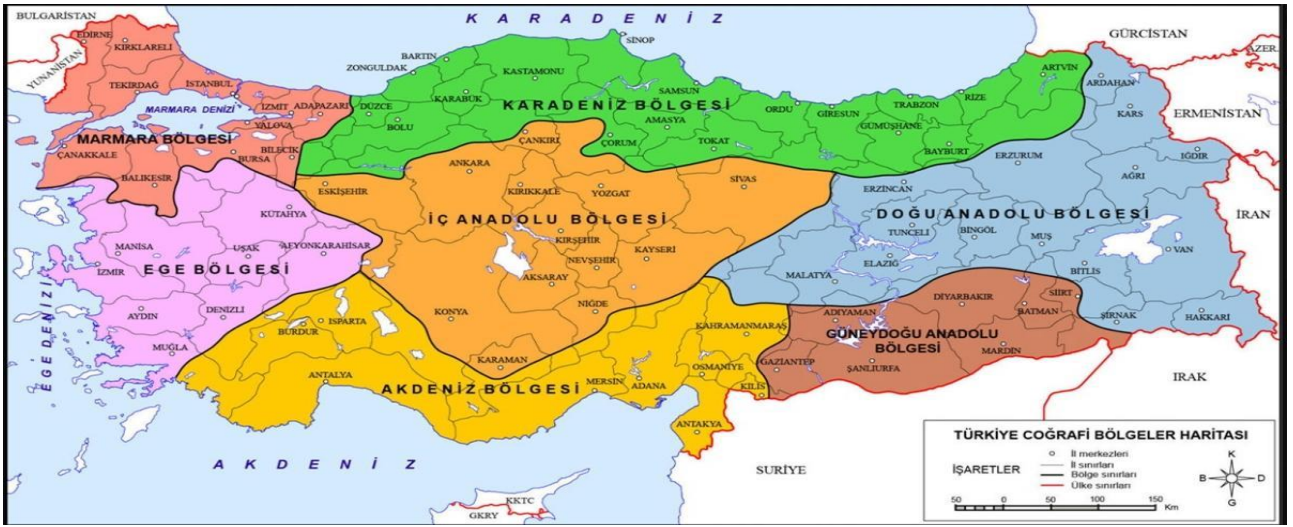 BULGARİSTAN
YUNANİSTAN
KARADENİZ
GÜRCİSTAN
AZER.
ERMENİSTAN
İRAN
IRAK
SURİYE
KKTC
GKRY
AKDENİZ
EGE DENİZİ
MARMARA DENİZİ
MARMARA BÖLGESİ
EDİRNE
KIRKLARELİ
TEKİRDAĞ
İSTANBUL
İZMİT
ADAPAZARI
YALOVA
BİLECİK
BURSA
ÇANAKKALE
BALIKESİR
KARADENİZ BÖLGESİ
ZONGULDAK
BARTIN
KASTAMONU
SİNOP
DÜZCE
KARABÜK
BOLU
SAMSUN
AMASYA
ÇORUM
TOKAT
ORDU
GİRESUN
TRABZON
RİZE
ARTVİN
GÜMÜŞHANE
BAYBURT
İÇ ANADOLU BÖLGESİ
ESKİŞEHİR
ANKARA
ÇANKIRI
KIRIKKALE
YOZGAT
SİVAS
KIRŞEHİR
NEVŞEHİR
KAYSERİ
AKSARAY
NİĞDE
KONYA
KARAMAN
EGE BÖLGESİ
KÜTAHYA
MANİSA
UŞAK
AFYONKARAHİSAR
İZMİR
AYDIN
DENİZLİ
MUĞLA
AKDENİZ BÖLGESİ
BURDUR
ISPARTA
ANTALYA
MERSİN
ADANA
OSMANİYE
KAHRAMANMARAŞ
KİLİS
ANTAKYA
DOĞU ANADOLU BÖLGESİ
ARDAHAN
KARS
IĞDIR
AĞRI
ERZURUM
ERZİNCAN
TUNCELİ
BİNGÖL
MUŞ
VAN
BİTLİS
ELAZIĞ
MALATYA
ŞIRNAK
HAKKARİ
GÜNEYDOĞU ANADOLU
BÖLGESİ
ADIYAMAN
DİYARBAKIR
SİİRT
BATMAN
MARDİN
ŞANLIURFA
GAZİANTEP
TÜRKİYE COĞRAFİ BÖLGELER HARİTASI
İŞARETLER
İl merkezleri
İl sınırları
Bölge sınırları
Ülke sınırları
50 0 50 100 150
Km
K
B D
G